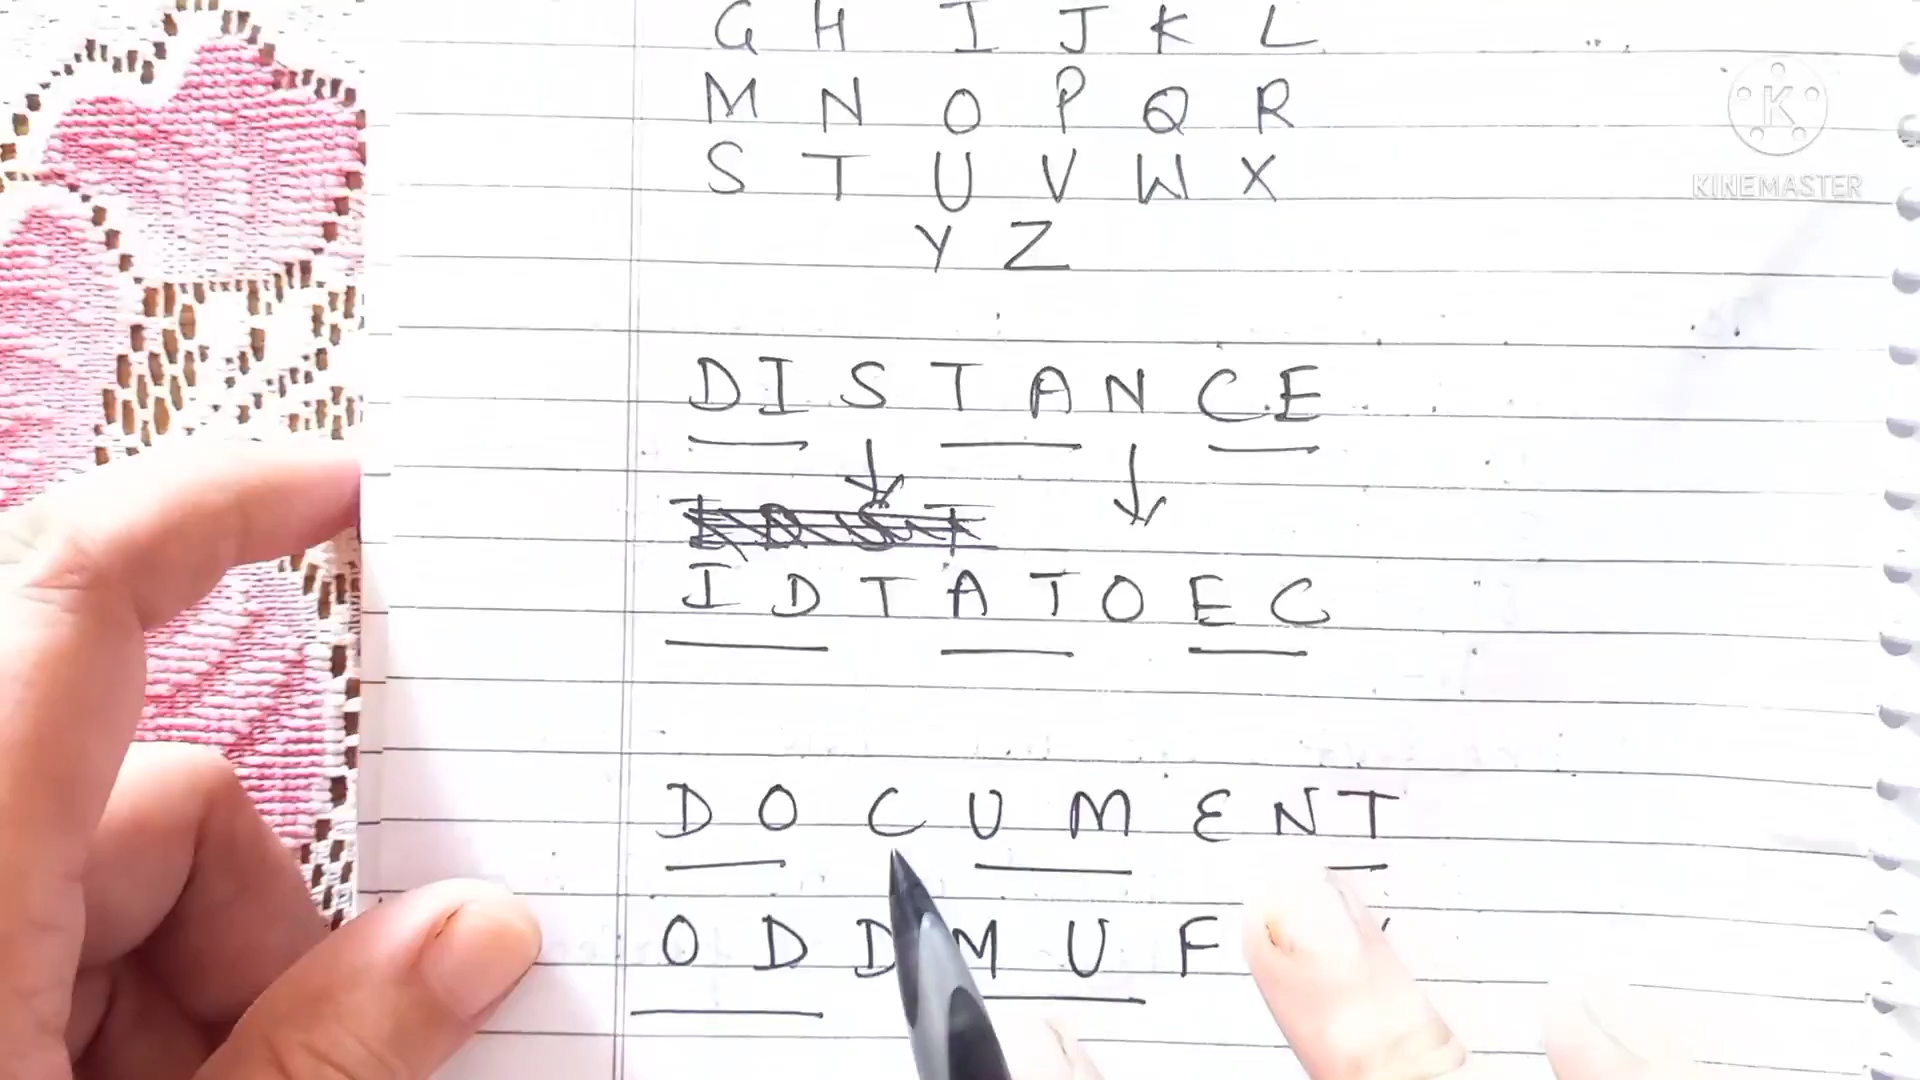 G H I J K L
M N O P Q R
S T U V W X
Y Z
KINEMASTER
DISTANCE
IDTATOEC
DOCUMENT
ODDMUF